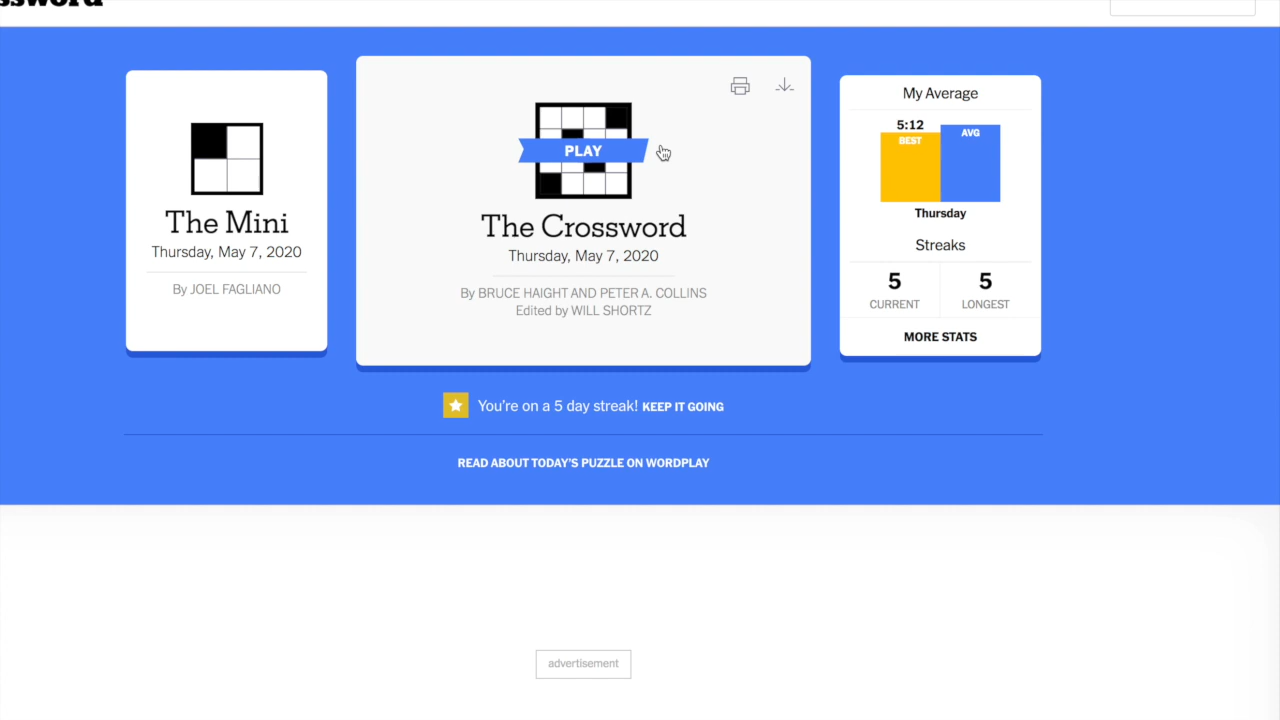 The Mini
Thursday, May 7, 2020
By JOEL FAGLIANO
PLAY
The Crossword
Thursday, May 7, 2020
By BRUCE HAIGHT AND PETER A. COLLINS
Edited by WILL SHORTZ
My Average
5:12
BEST
AVG
Thursday
Streaks
5
CURRENT
5
LONGEST
MORE STATS
You're on a 5 day streak! KEEP IT GOING
READ ABOUT TODAY'S PUZZLE ON WORDPLAY
advertisement